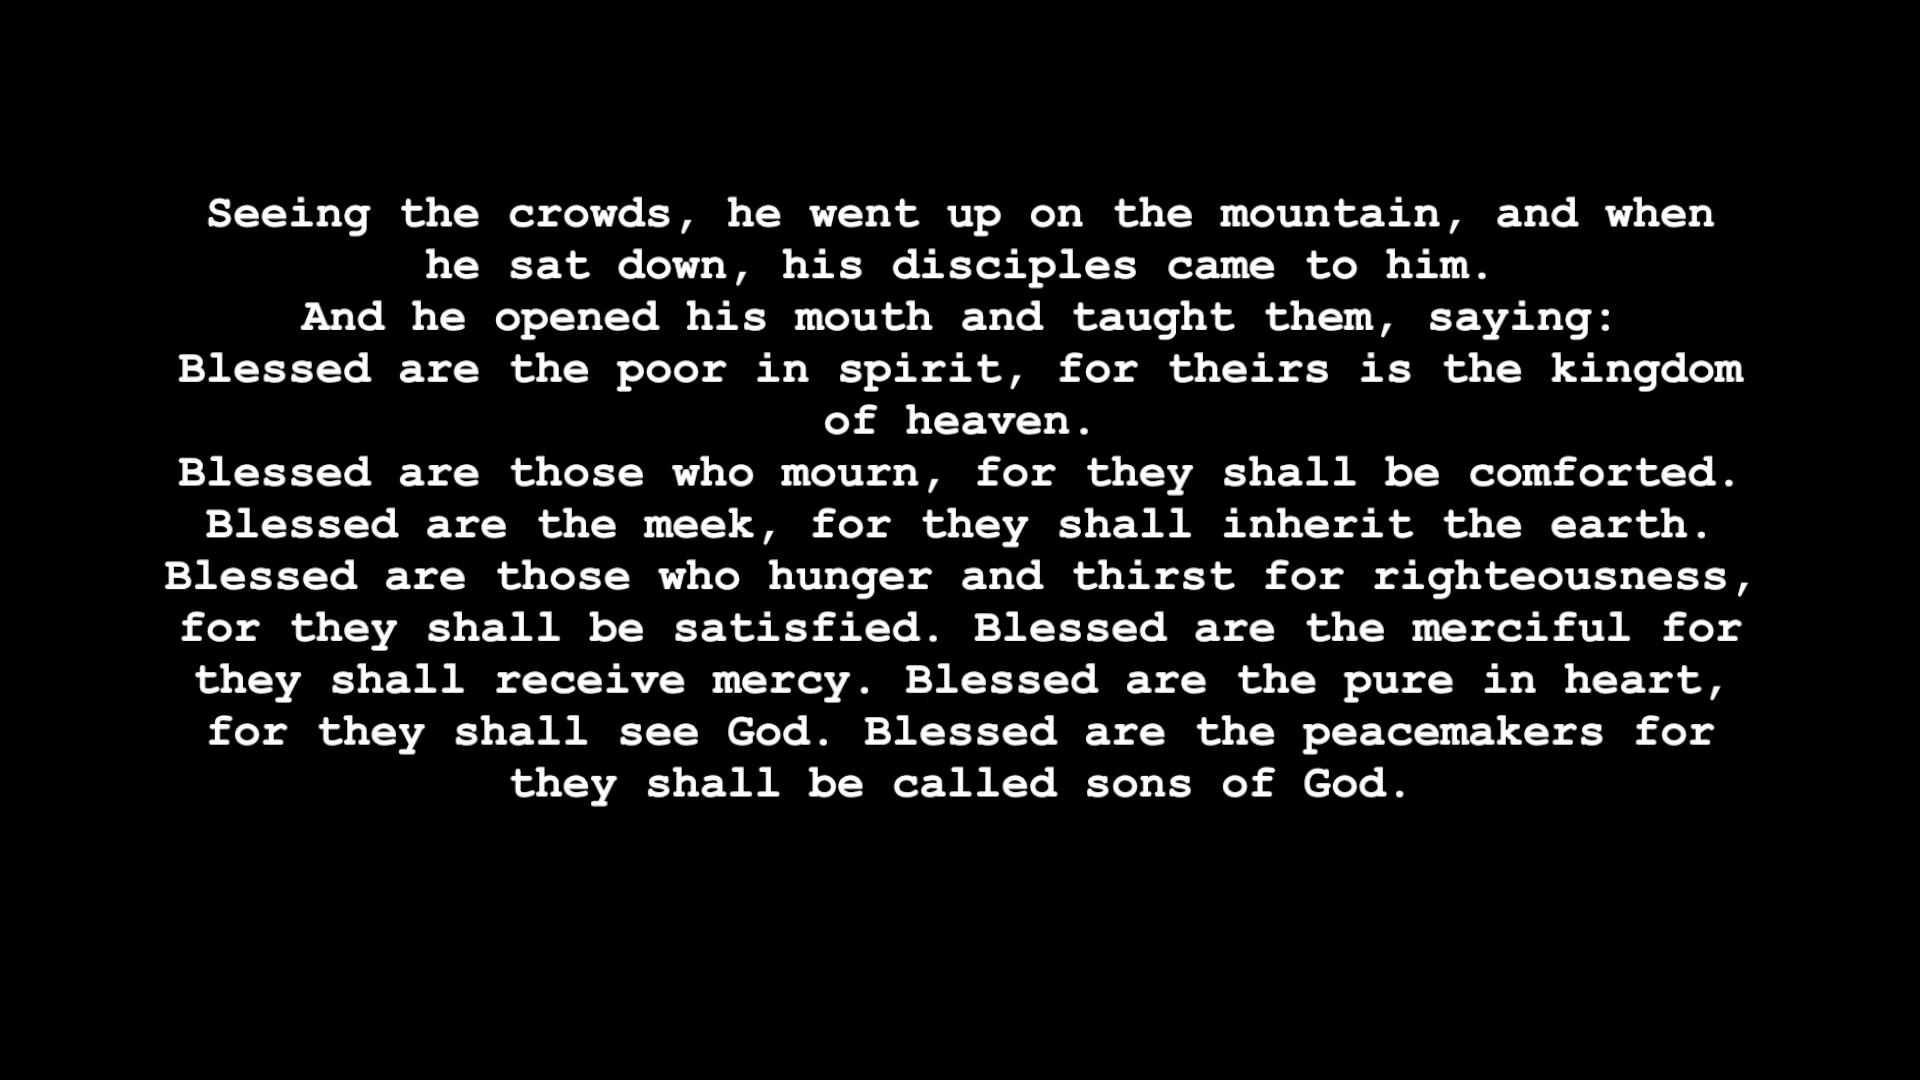 Seeing the crowds, he went up on the mountain, and when
he sat down, his disciples came to him.
And he opened his mouth and taught them, saying:
Blessed are the poor in spirit, for theirs is the kingdom
of heaven.
Blessed are those who mourn, for they shall be comforted.
Blessed are the meek, for they shall inherit the earth.
Blessed are those who hunger and thirst for righteousness,
for they shall be satisfied. Blessed are the merciful for
they shall receive mercy. Blessed are the pure in heart,
for they shall see God. Blessed are the peacemakers for
they shall be called sons of God.